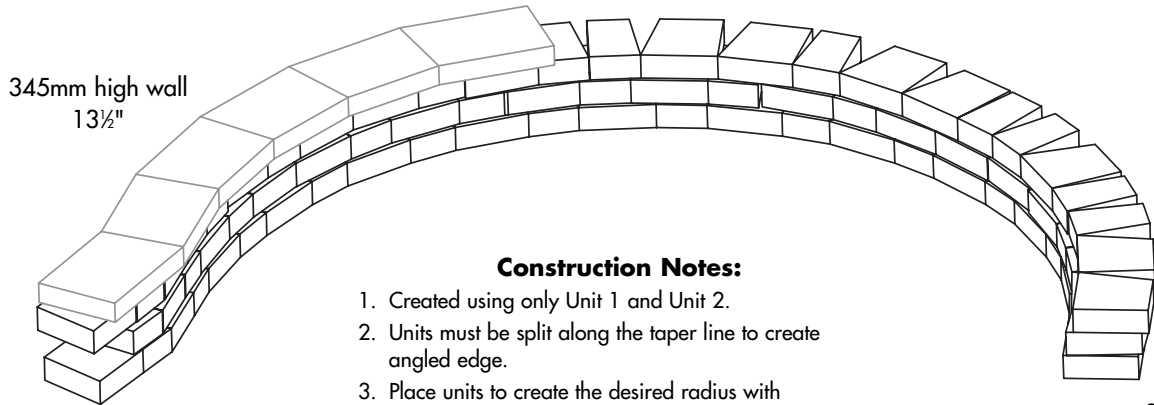 345mm high wall
13½"
Construction Notes:
1. Created using only Unit 1 and Unit 2.
2. Units must be split along the taper line to create
angled edge.
3. Place units to create the desired radius with